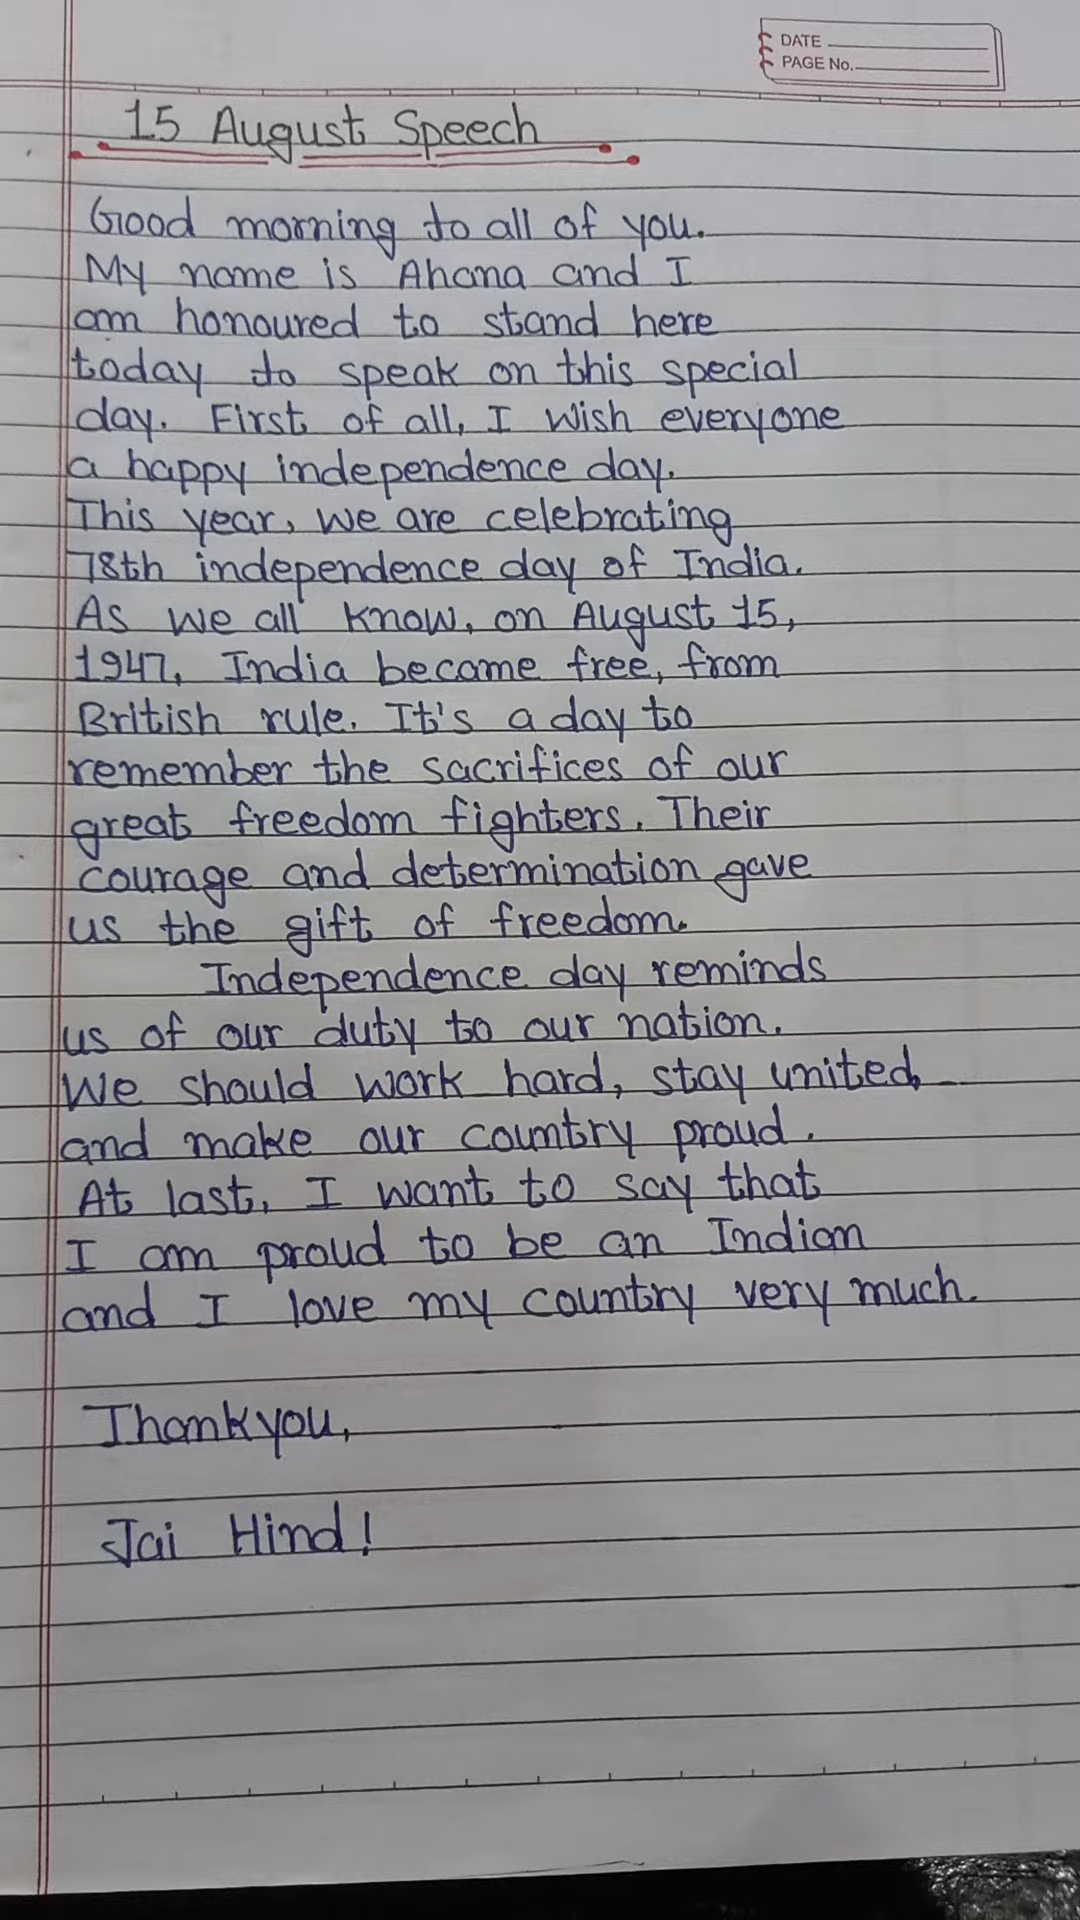 DATE
PAGE No.
15 August Speech
Good morning to all of you.
My name is Ahana and I
am honoured to stand here
today to speak on this special
day. First of all, I wish everyone
a happy independence day.
This year, we are celebrating
78th independence day of India.
As we all know, on August 15,
1947, India became free, from
British rule. It's a day to
remember the sacrifices of our
great freedom fighters. Their
courage and determination gave
us the gift of freedom.
Independence day reminds
us of our duty to our nation.
We should work hard, stay united,
and make our country proud.
At last, I want to say that
I am proud to be an Indian
and I love my country very much.
Thankyou,
Jai Hind!